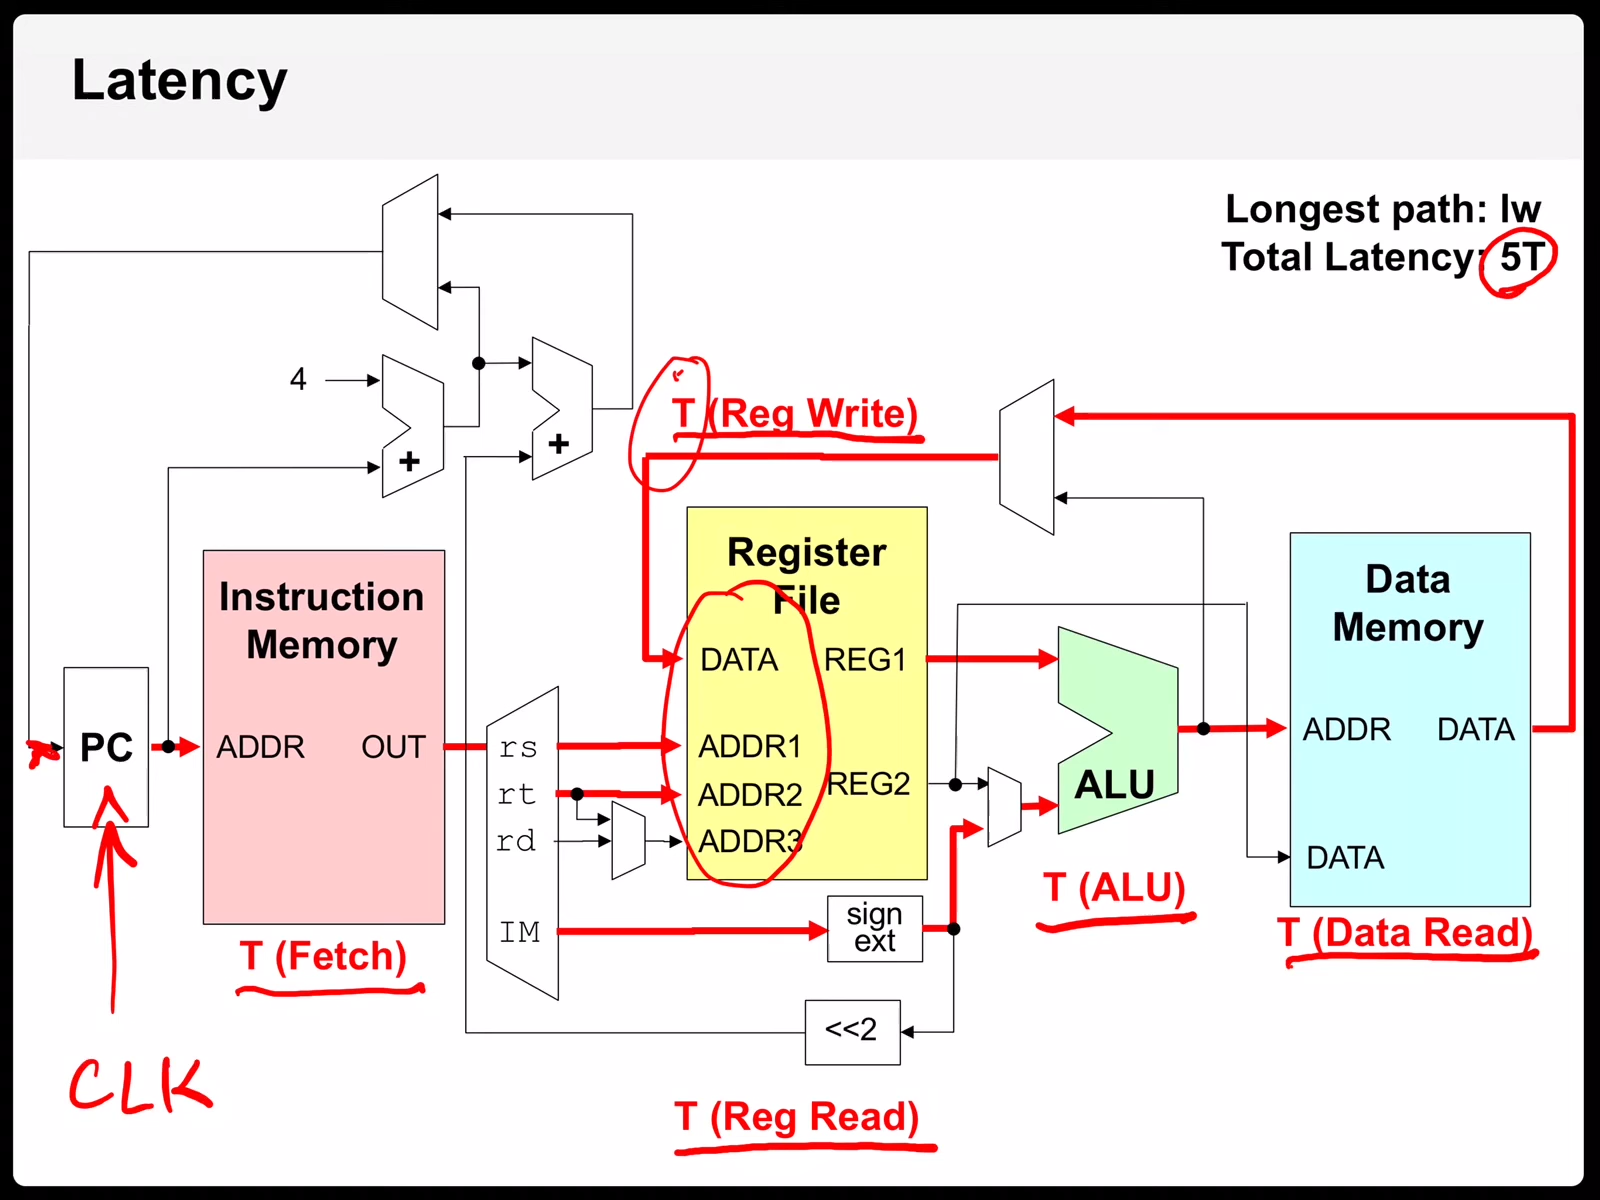 Latency
Longest path: lw
Total Latency: 5T
4
+
+
T (Reg Write)
Instruction
Memory
ADDR
OUT
T (Fetch)
PC
CLK
rs
rt
rd
IM
Register
File
DATA
REG1
ADDR1
ADDR2
REG2
ADDR3
sign
ext
<<2
T (Reg Read)
ALU
T (ALU)
Data
Memory
ADDR
DATA
DATA
T (Data Read)